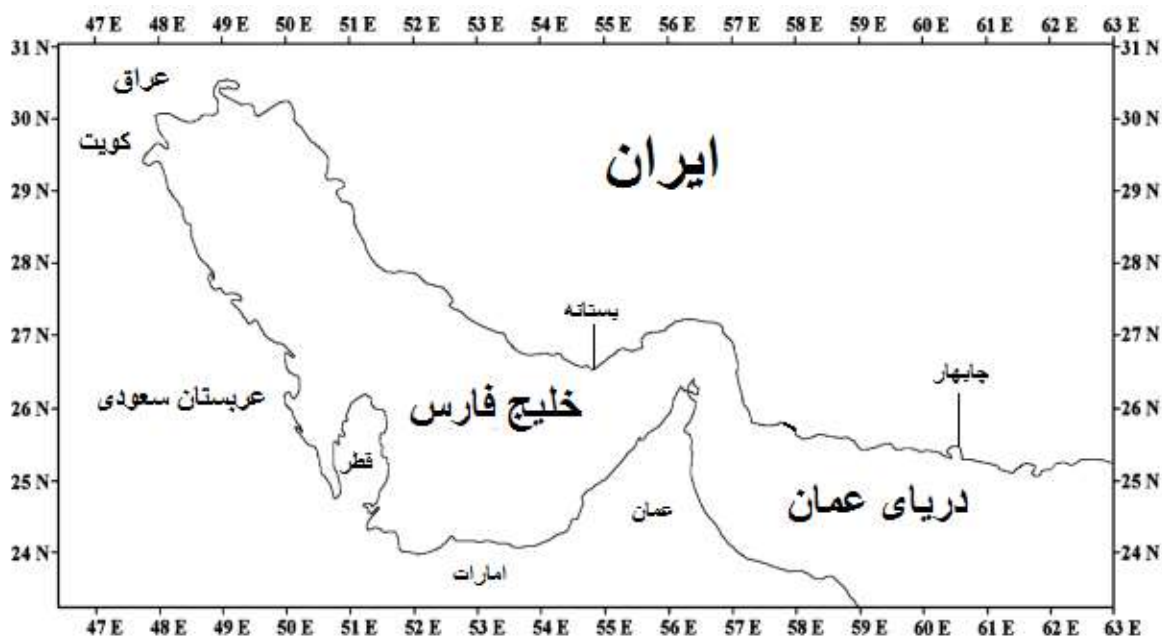 47 E 48 E 49 E 50 E 51 E 52 E 53 E 54 E 55 E 56 E 57 E 58 E 59 E 60 E 61 E 62 E 63 E
31 N 31 N
عراق
30 N 30 N
کویت
ایران
29 N 29 N
28 N 28 N
بستانه
27 N 27 N
چابهار
عربستان سعودی
خلیج فارس
26 N 26 N
قطر
25 N 25 N
عمان
دریای عمان
24 N 24 N
امارات
47 E 48 E 49 E 50 E 51 E 52 E 53 E 54 E 55 E 56 E 57 E 58 E 59 E 60 E 61 E 62 E 63 E